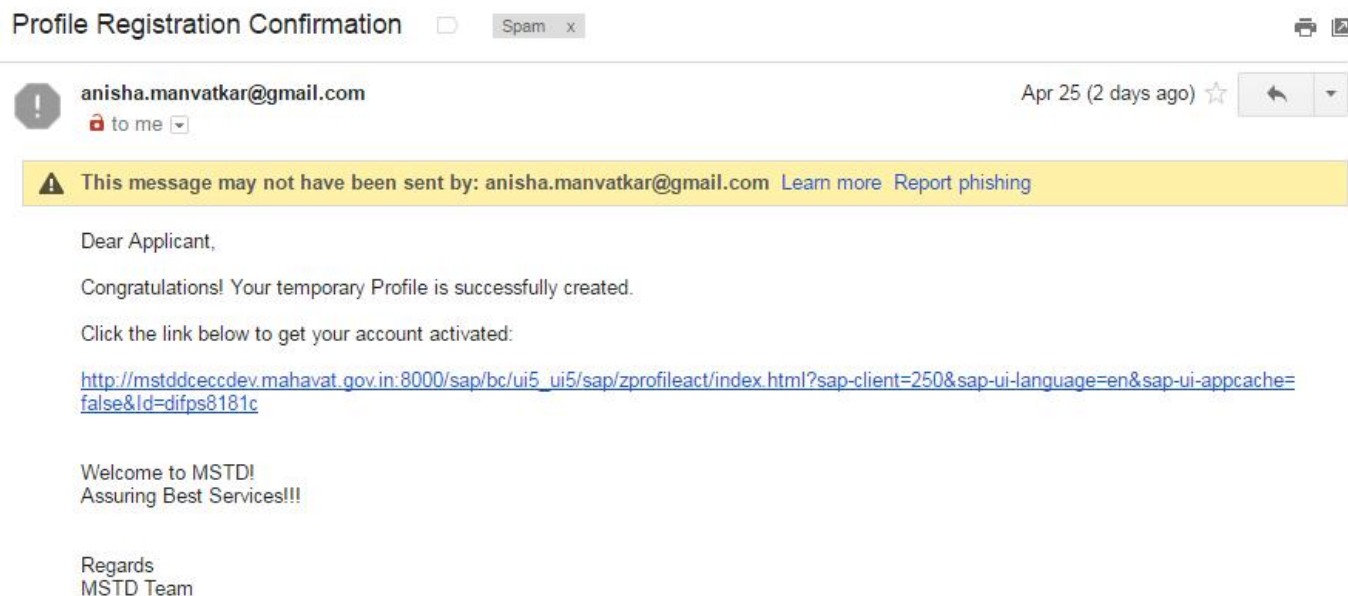 Profile Registration Confirmation Spam x
anisha.manvatkar@gmail.com Apr 25 (2 days ago)
to me
This message may not have been sent by: anisha.manvatkar@gmail.com Learn more Report phishing
Dear Applicant,
Congratulations! Your temporary Profile is successfully created.
Click the link below to get your account activated:
http://mstddceccdev.mahavat.gov.in:8000/sap/bc/ui5_ui5/sap/zprofileact/index.html?sap-client=250&sap-ui-language=en&sap-ui-appcache=
false&Id=difps8181c
Welcome to MSTD!
Assuring Best Services!!!
Regards
MSTD Team